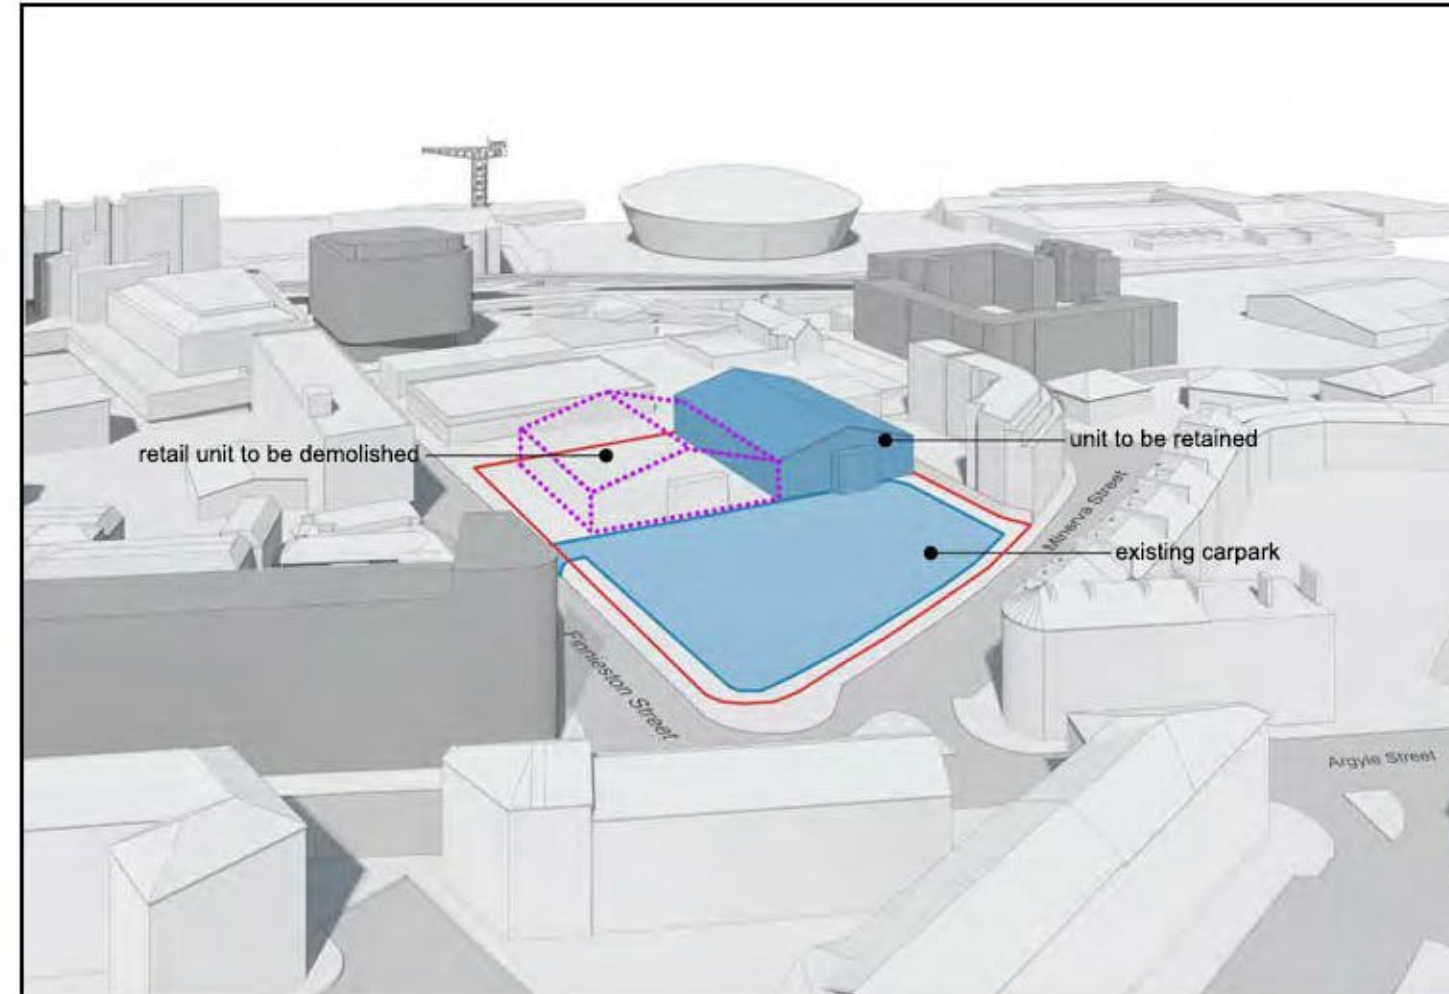 retail unit to be demolished
unit to be retained
Minerva Street
existing carpark
Finnieston Street
Argyle Street